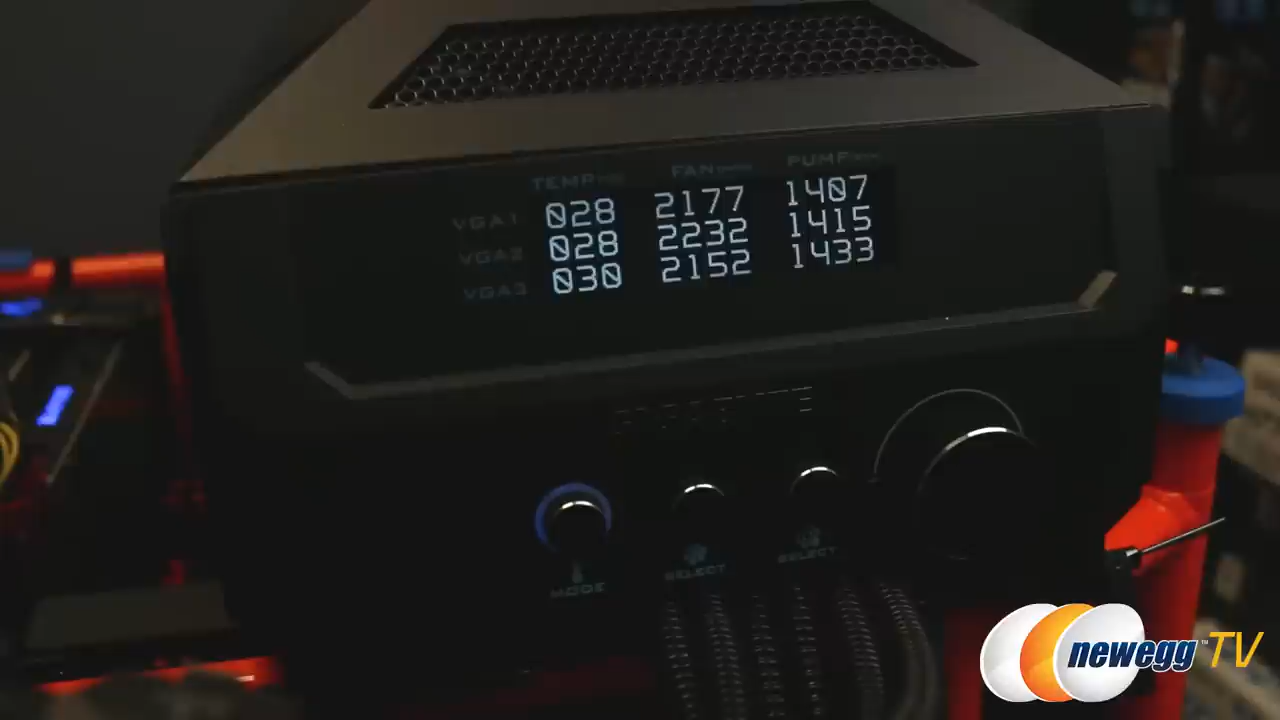 TEMP FAN PUMP
VGA1 028 2177 1407
VGA2 028 2232 1415
VGA3 030 2152 1433
MODE SELECT SELECT
newegg™ TV